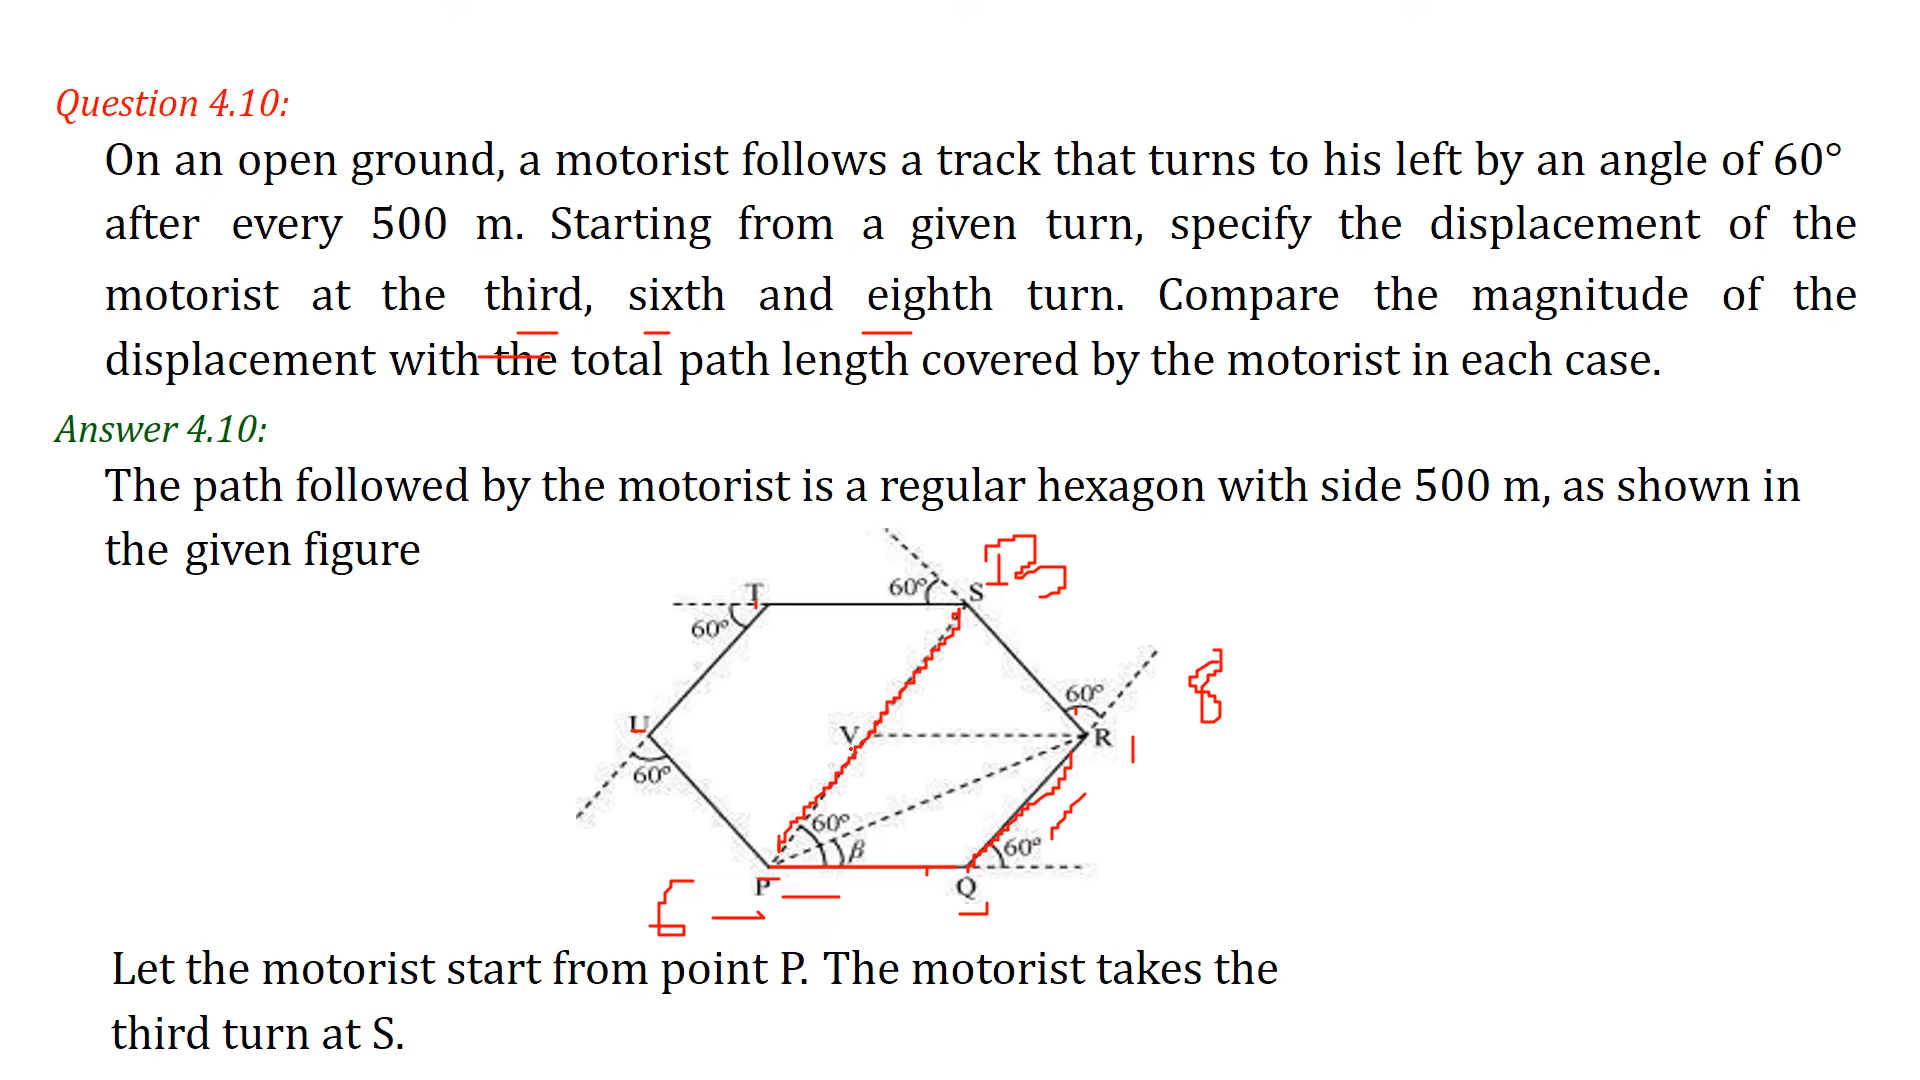 Question 4.10:
On an open ground, a motorist follows a track that turns to his left by an angle of 60°
after every 500 m. Starting from a given turn, specify the displacement of the
motorist at the third, sixth and eighth turn. Compare the magnitude of the
displacement with the total path length covered by the motorist in each case.
Answer 4.10:
The path followed by the motorist is a regular hexagon with side 500 m, as shown in
the given figure
T
60°
S
60°
60°
8
U
V
R
60°
60°
β
60°
P
Q
6
Let the motorist start from point P. The motorist takes the
third turn at S.